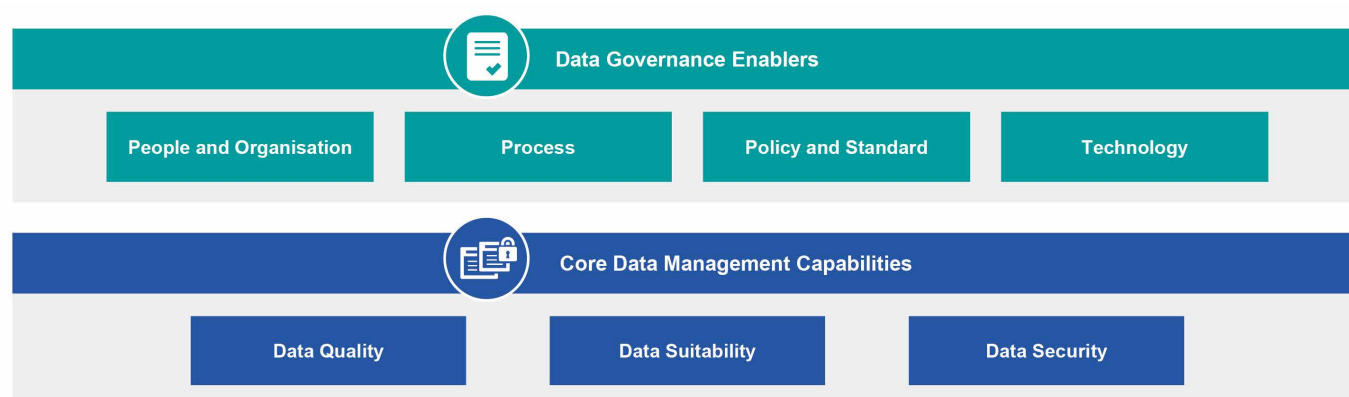 Data Governance Enablers
People and Organisation
Process
Policy and Standard
Technology
Core Data Management Capabilities
Data Quality
Data Suitability
Data Security